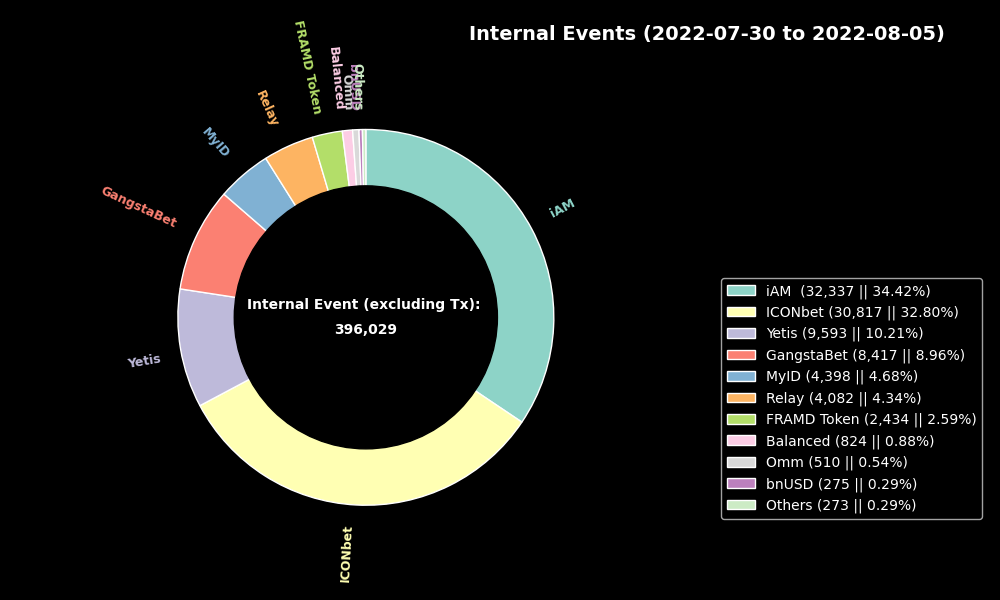 Internal Events (2022-07-30 to 2022-08-05)
iAM
ICONbet
Yetis
GangstaBet
MyID
Relay
FRAMD Token
Balanced
Omm
bnUSD
Others
Internal Event (excluding Tx):
396,029
iAM  (32,337 || 34.42%)
ICONbet (30,817 || 32.80%)
Yetis (9,593 || 10.21%)
GangstaBet (8,417 || 8.96%)
MyID (4,398 || 4.68%)
Relay (4,082 || 4.34%)
FRAMD Token (2,434 || 2.59%)
Balanced (824 || 0.88%)
Omm (510 || 0.54%)
bnUSD (275 || 0.29%)
Others (273 || 0.29%)